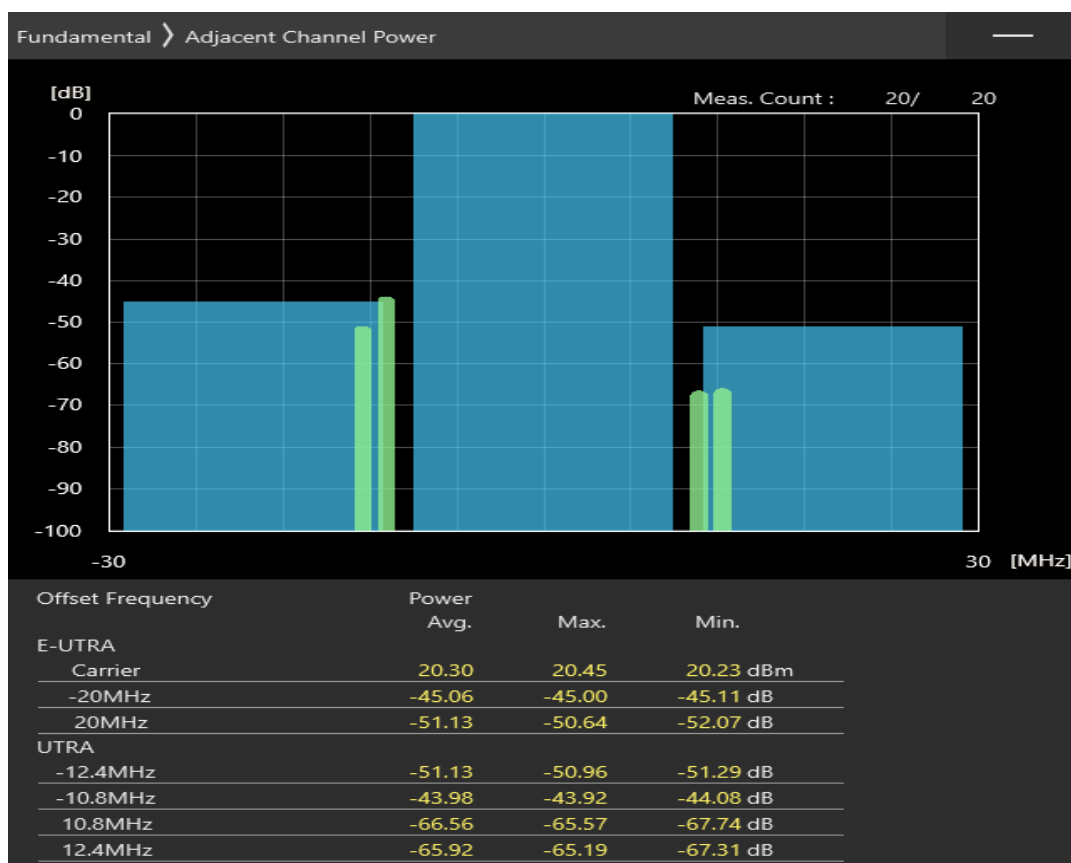 Fundamental ❯ Adjacent Channel Power
[dB]
Meas. Count : 20/ 20
0
-10
-20
-30
-40
-50
-60
-70
-80
-90
-100
-30 30 [MHz]
Offset Frequency Power
Avg. Max. Min.
E-UTRA
Carrier 20.30 20.45 20.23 dBm
-20MHz -45.06 -45.00 -45.11 dB
20MHz -51.13 -50.64 -52.07 dB
UTRA
-12.4MHz -51.13 -50.96 -51.29 dB
-10.8MHz -43.98 -43.92 -44.08 dB
10.8MHz -66.56 -65.57 -67.74 dB
12.4MHz -65.92 -65.19 -67.31 dB